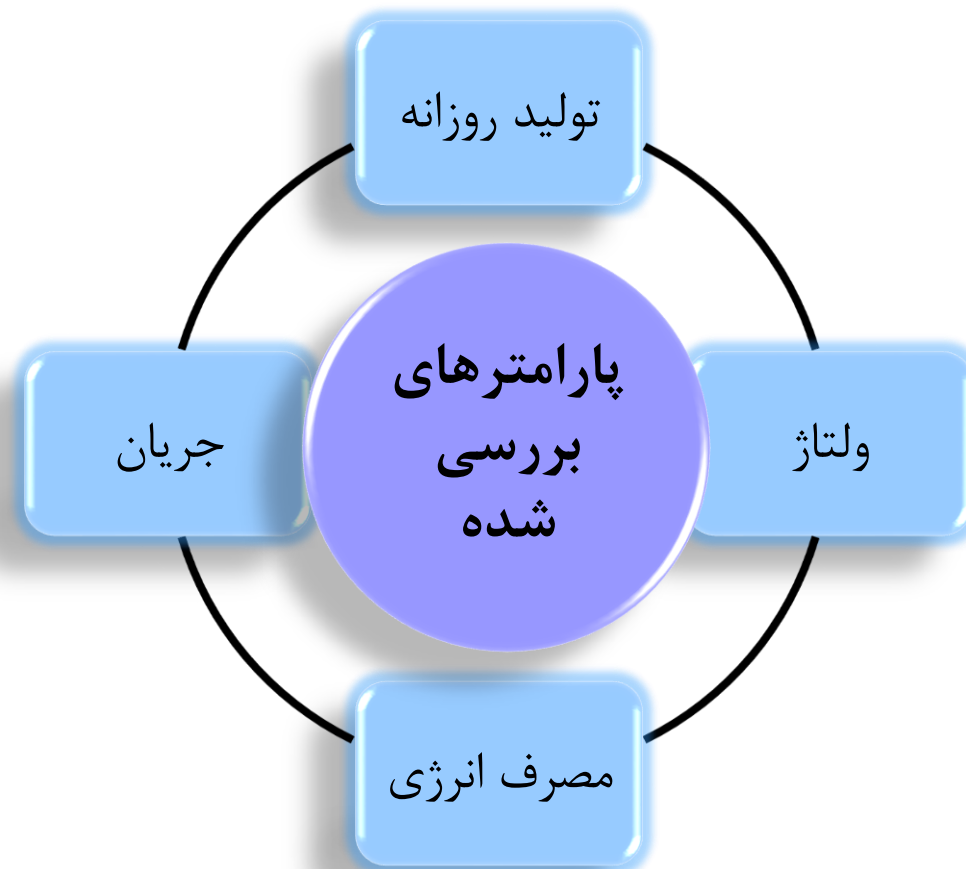 تولید روزانه
پارامترهای
بررسی
شده
ولتاژ
جریان
مصرف انرژی